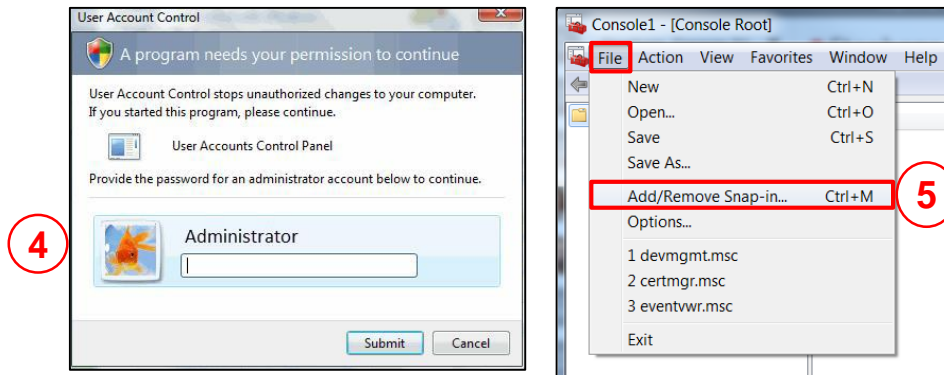 User Account Control
A program needs your permission to continue
User Account Control stops unauthorized changes to your computer.
If you started this program, please continue.
User Accounts Control Panel
Provide the password for an administrator account below to continue.
4
Administrator
Submit Cancel
Console1 - [Console Root]
File Action View Favorites Window Help
New Ctrl+N
Open... Ctrl+O
Save Ctrl+S
Save As...
Add/Remove Snap-in... Ctrl+M
5
Options...
1 devmgmt.msc
2 certmgr.msc
3 eventvwr.msc
Exit